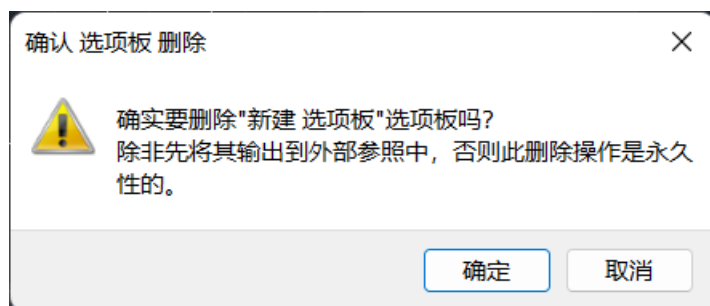 确认 选项板 删除
确实要删除"新建 选项板"选项板吗?
除非先将其输出到外部参照中，否则此删除操作是永久
性的。
确定
取消